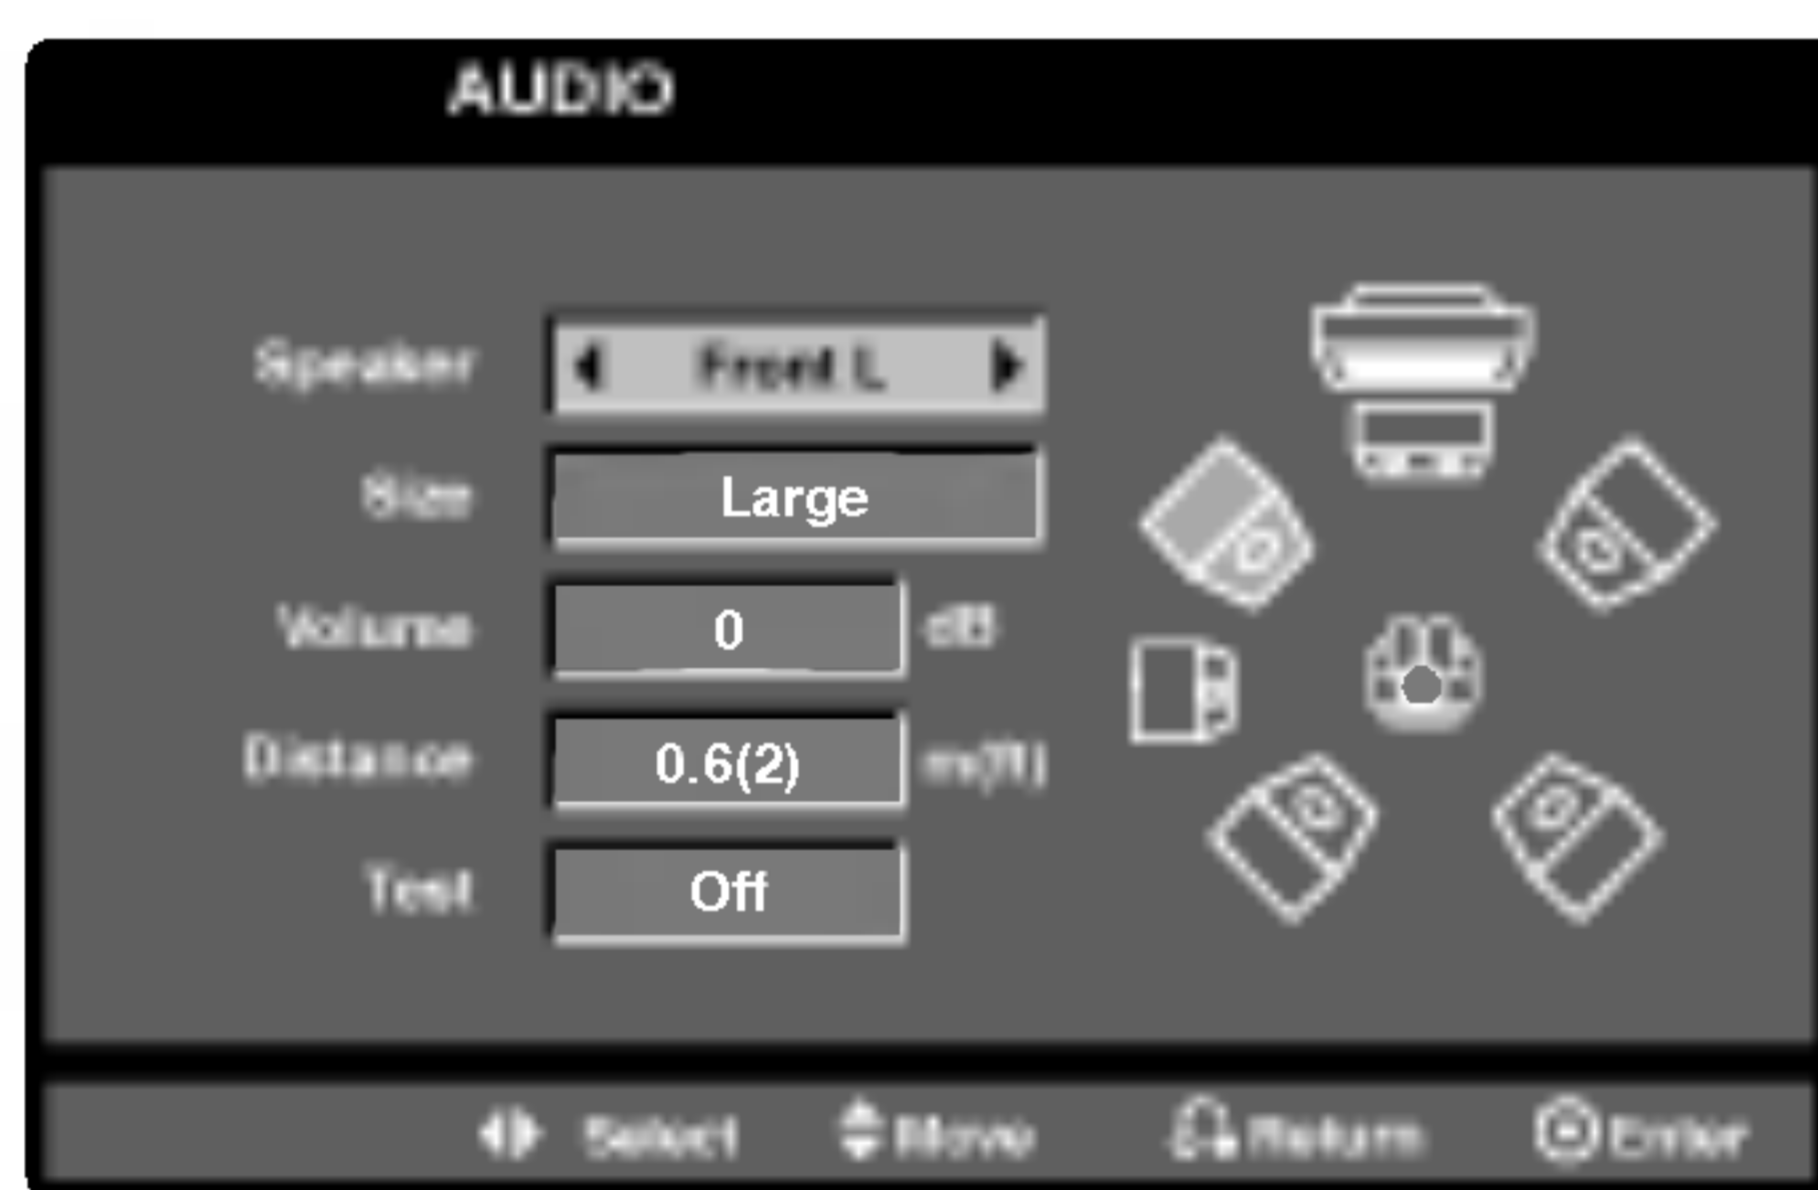 AUDIO
Speaker Front L
Size Large
Volume 0 dB
Distance 0.6(2) m(ft)
Test Off
Select Move Return Enter